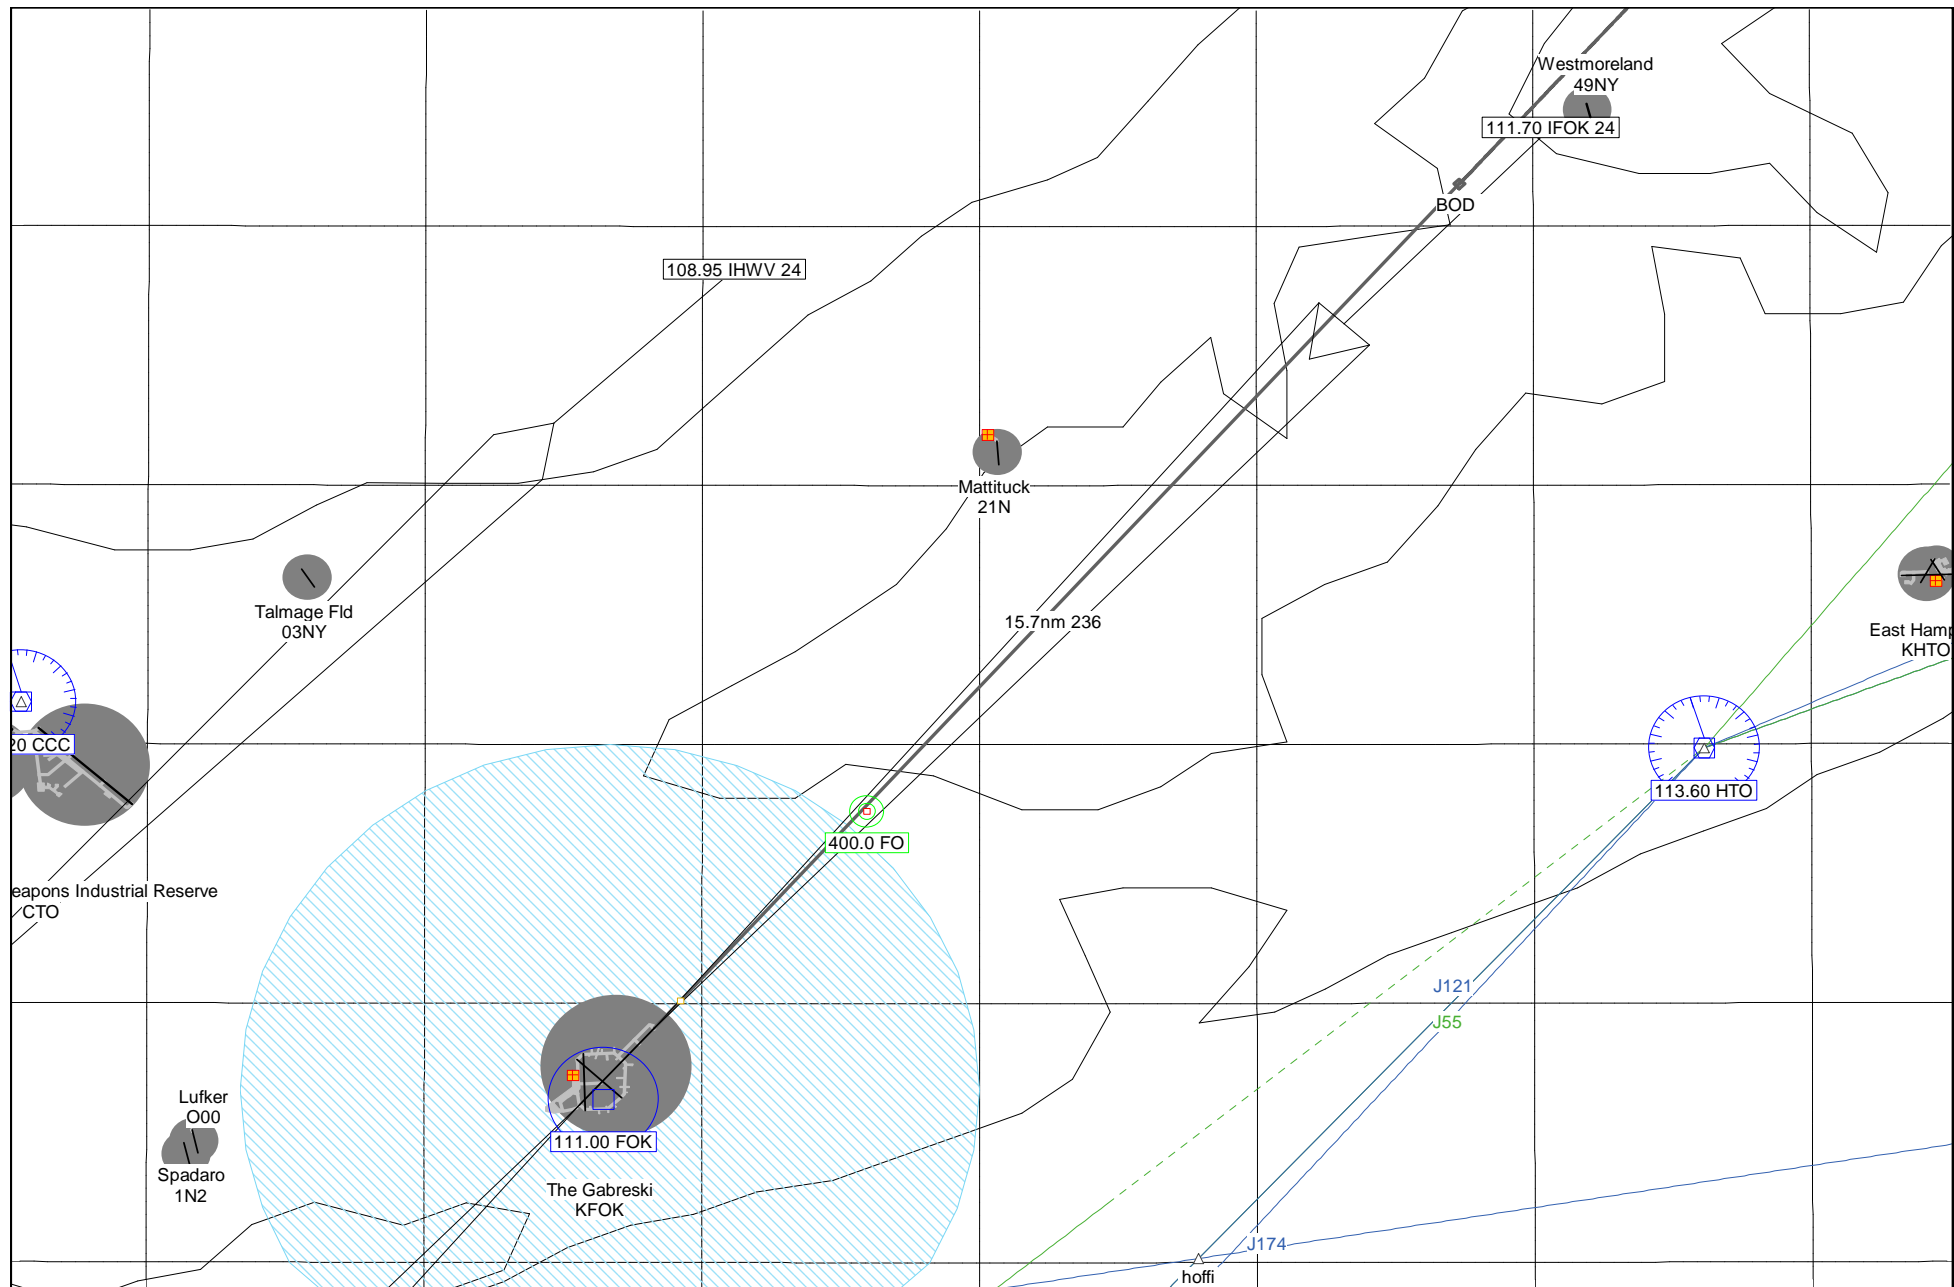 Westmoreland
49NY
111.70 IFOK 24
BOD
108.95 IHWV 24
Mattituck
21N
Talmage Fld
03NY
15.7nm 236
East Hamp
KHTO
20 CCC
113.60 HTO
400.0 FO
eapons Industrial Reserve
CTO
J121
J55
Lufker
O00
Spadaro
1N2
111.00 FOK
The Gabreski
KFOK
J174
hoffi